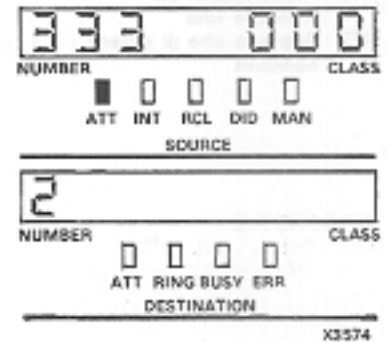 333 000
NUMBER CLASS
ATT INT RCL DID MAN
SOURCE
2
NUMBER CLASS
ATT RING BUSY ERR
DESTINATION
X3574